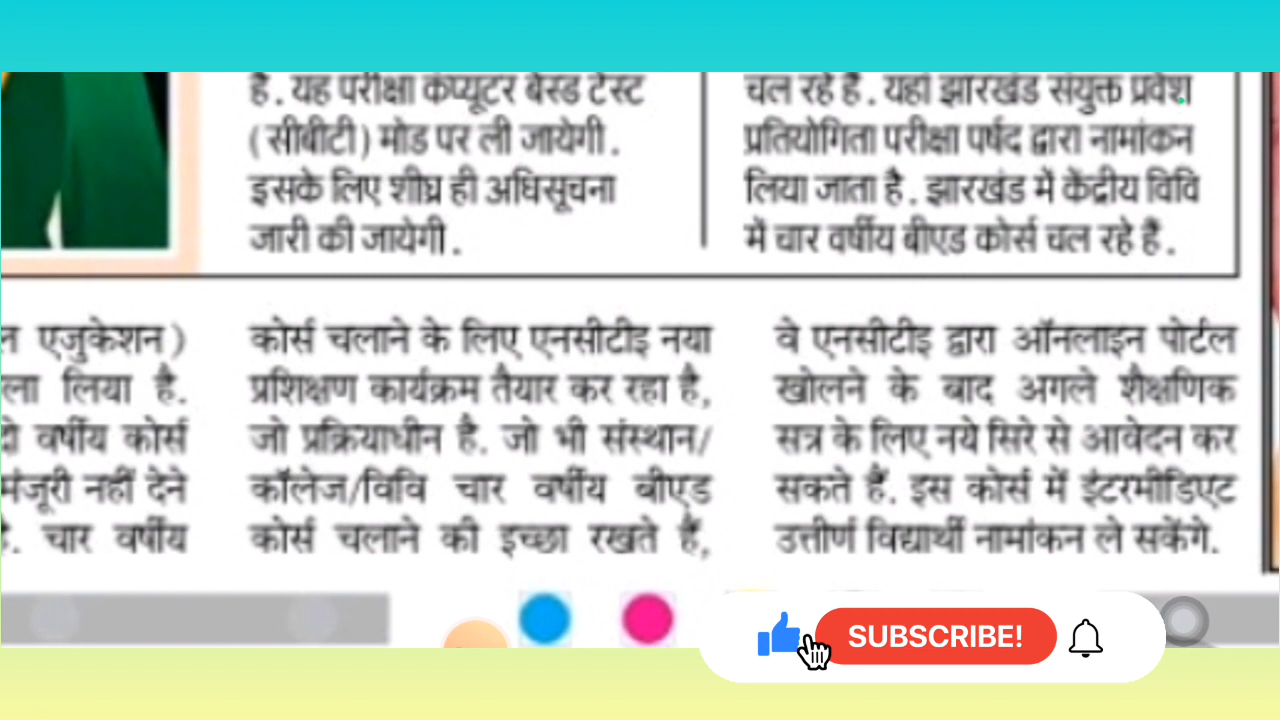 है. यह परीक्षा कंप्यूटर बेस्ड टेस्ट
(सीबीटी) मोड पर ली जायेगी.
इसके लिए शीघ्र ही अधिसूचना
जारी की जायेगी.
चल रहे हैं. यहां झारखंड संयुक्त प्रवेश
प्रतियोगिता परीक्षा पर्षद द्वारा नामांकन
लिया जाता है. झारखंड में केंद्रीय विवि
में चार वर्षीय बीएड कोर्स चल रहे हैं.
एजुकेशन)
लिया है.
वर्षीय कोर्स
मंजूरी नहीं देने
चार वर्षीय
कोर्स चलाने के लिए एनसीटीइ नया
प्रशिक्षण कार्यक्रम तैयार कर रहा है,
जो प्रक्रियाधीन है. जो भी संस्थान/
कॉलेज/विवि चार वर्षीय बीएड
कोर्स चलाने की इच्छा रखते हैं,
वे एनसीटीइ द्वारा ऑनलाइन पोर्टल
खोलने के बाद अगले शैक्षणिक
सत्र के लिए नये सिरे से आवेदन कर
सकते हैं. इस कोर्स में इंटरमीडिएट
उत्तीर्ण विद्यार्थी नामांकन ले सकेंगे.
SUBSCRIBE!